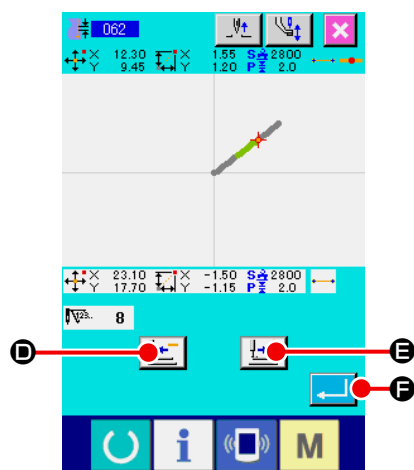 062
X 12.30 X 1.55 S 2800
Y 9.45 Y 1.20 P 2.0
X 23.10 X -1.50 S 2800
Y 17.70 Y -1.15 P 2.0
123.. 8
D E
F
i M